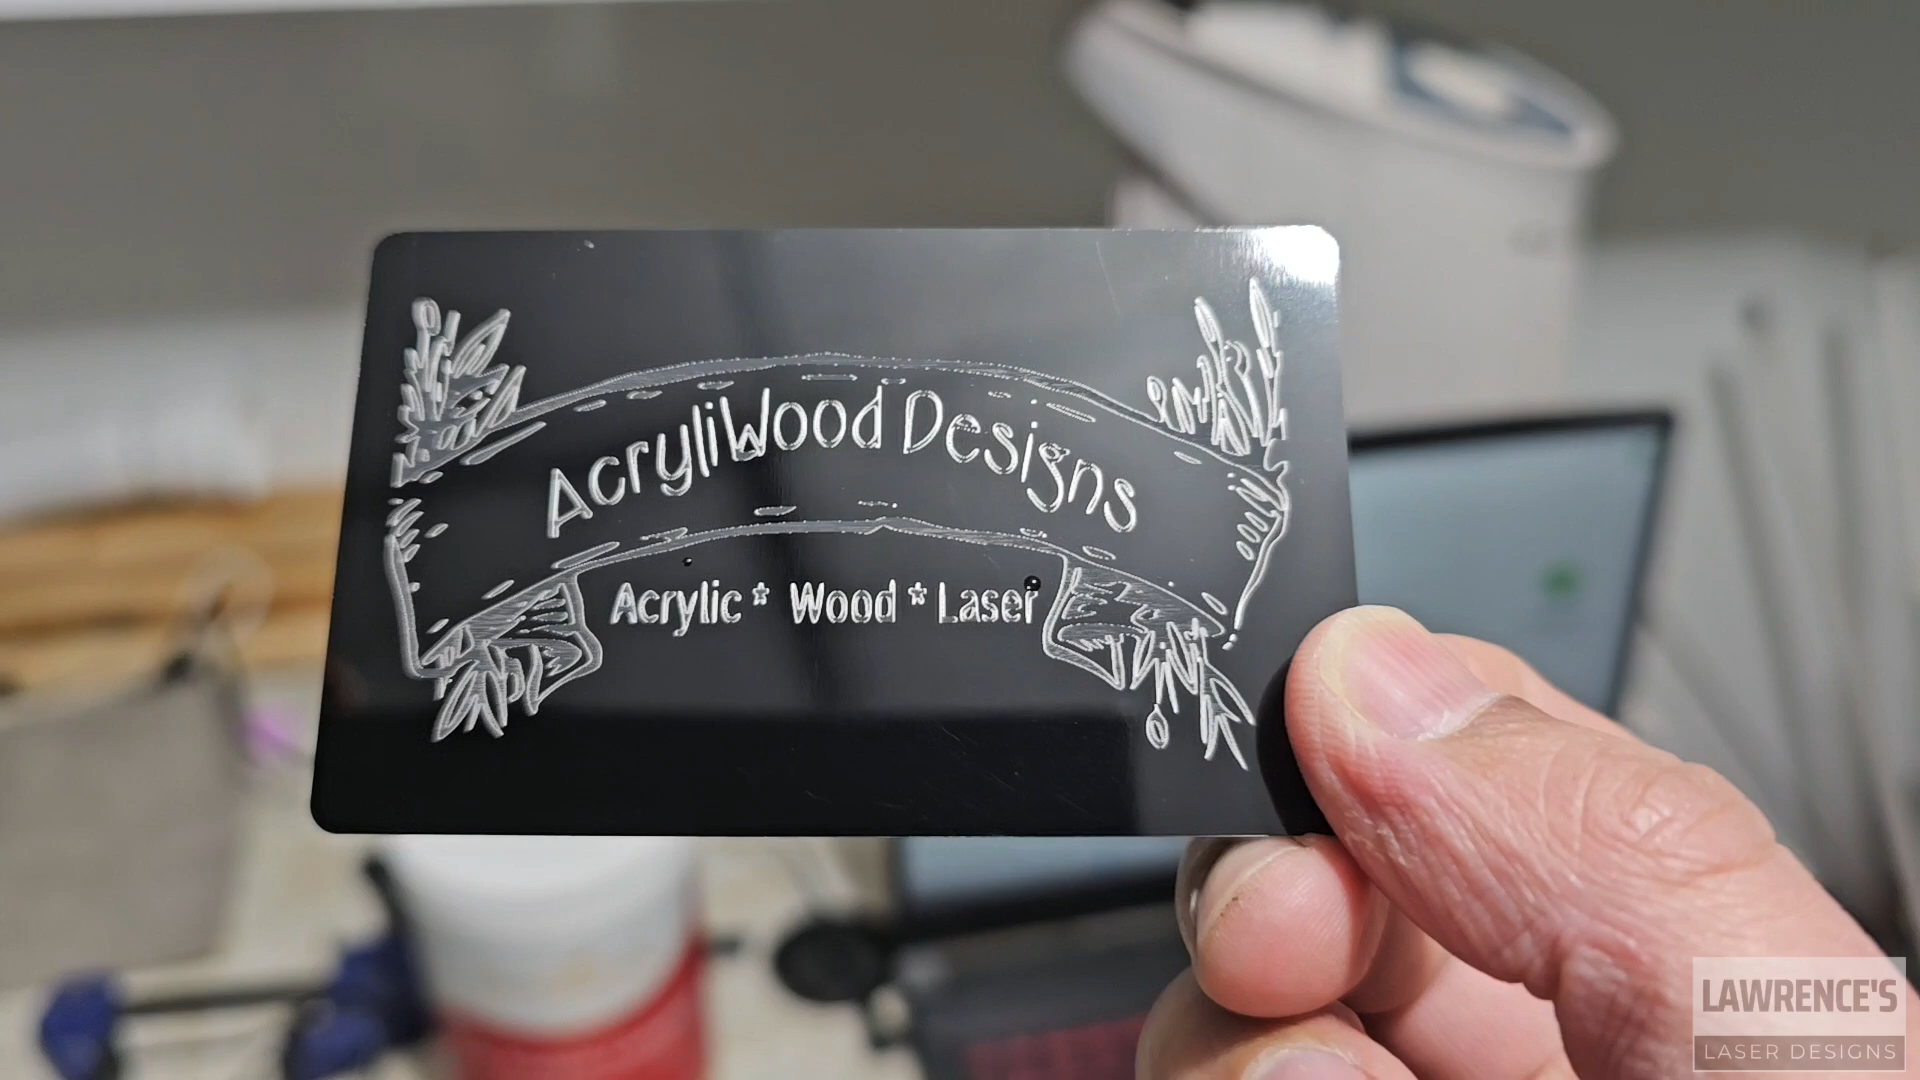 AcryliWood Designs
Acrylic * Wood * Laser
LAWRENCE'S
LASER DESIGNS